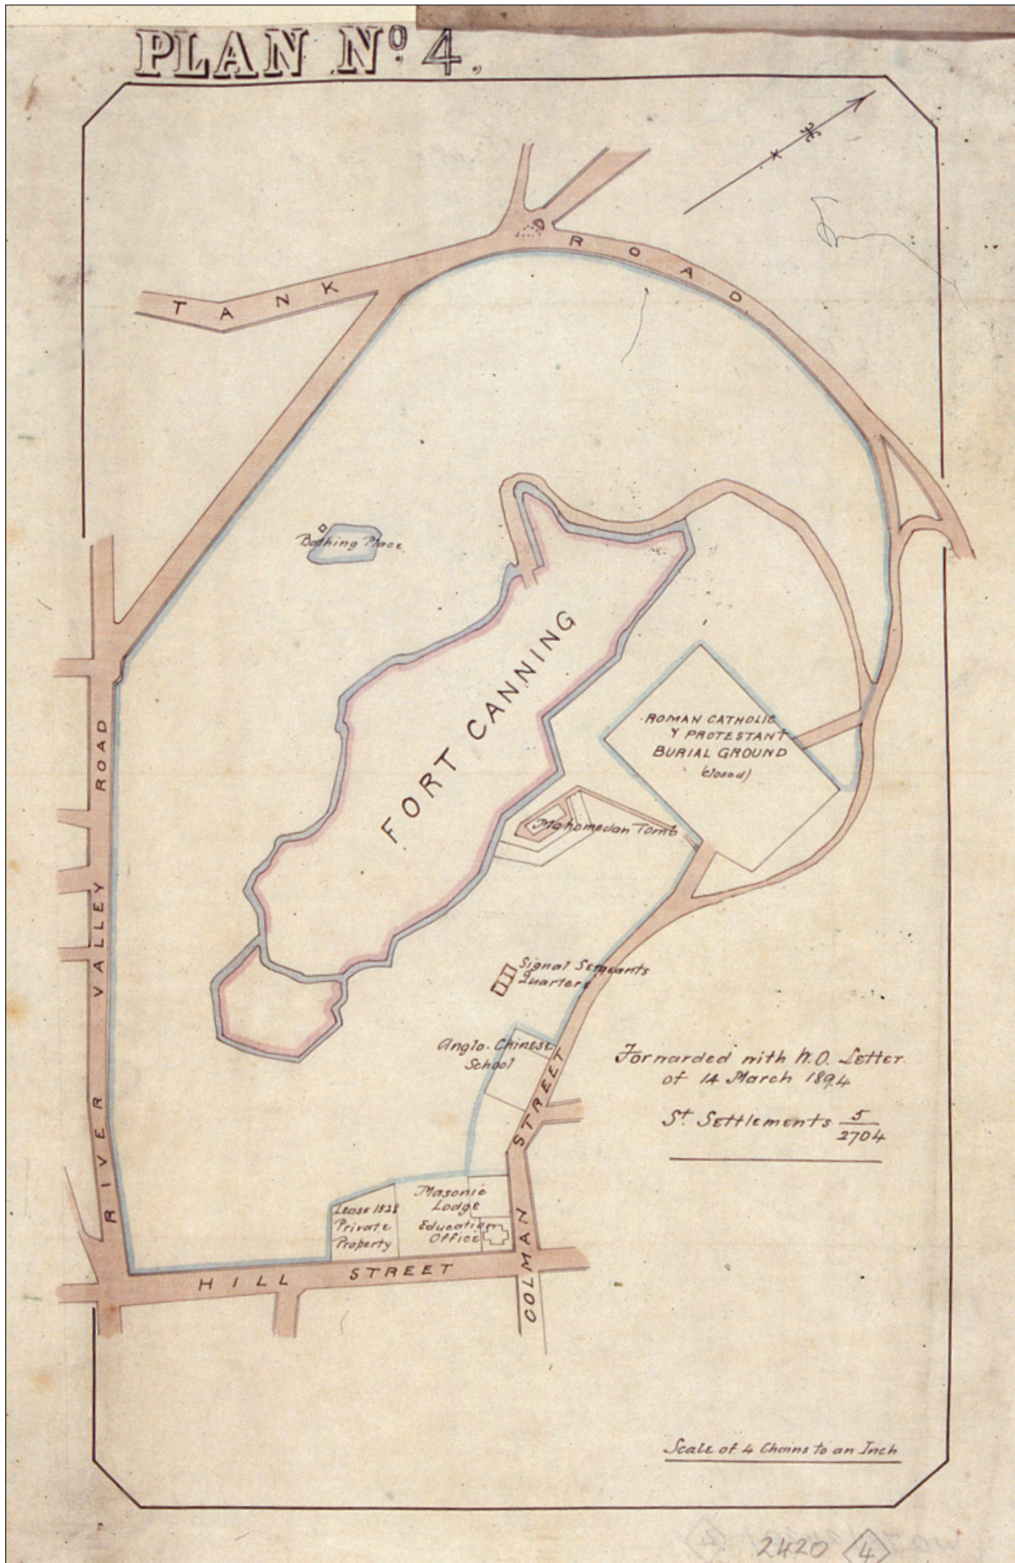 PLAN Nº. 4.
TANK ROAD
Bathing Place
FORT CANNING
ROMAN CATHOLIC
Y PROTESTANT
BURIAL GROUND
(closed)
Mahomedan Tomb
RIVER VALLEY ROAD
Signal Sergeants
Quarters
Anglo-Chinese
School
Forwarded with W.O. Letter
of 14 March 1894
St. Settlements 5/2704
Masonic
Lodge
Education
Office
Lease 1828
Private
Property
HILL STREET
COLMAN STREET
Scale of 4 Chains to an Inch
2420 4